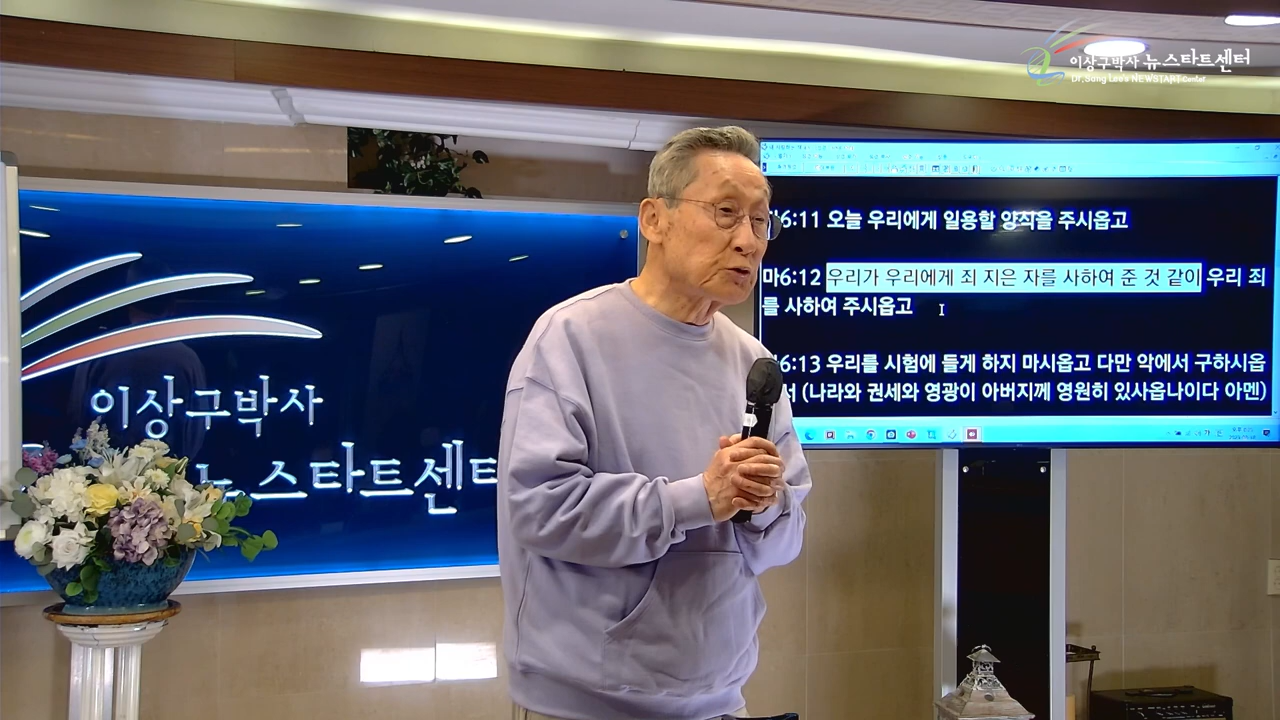 이상구박사 뉴스타트센터
Dr. Sang Lee's NEWSTART Center
6:11 오늘 우리에게 일용할 양식을 주시옵고
마6:12 우리가 우리에게 죄 지은 자를 사하여 준 것 같이 우리 죄
를 사하여 주시옵고
6:13 우리를 시험에 들게 하지 마시옵고 다만 악에서 구하시옵
서 (나라와 권세와 영광이 아버지께 영원히 있사옵나이다 아멘)
이상구박사
뉴스타트센터